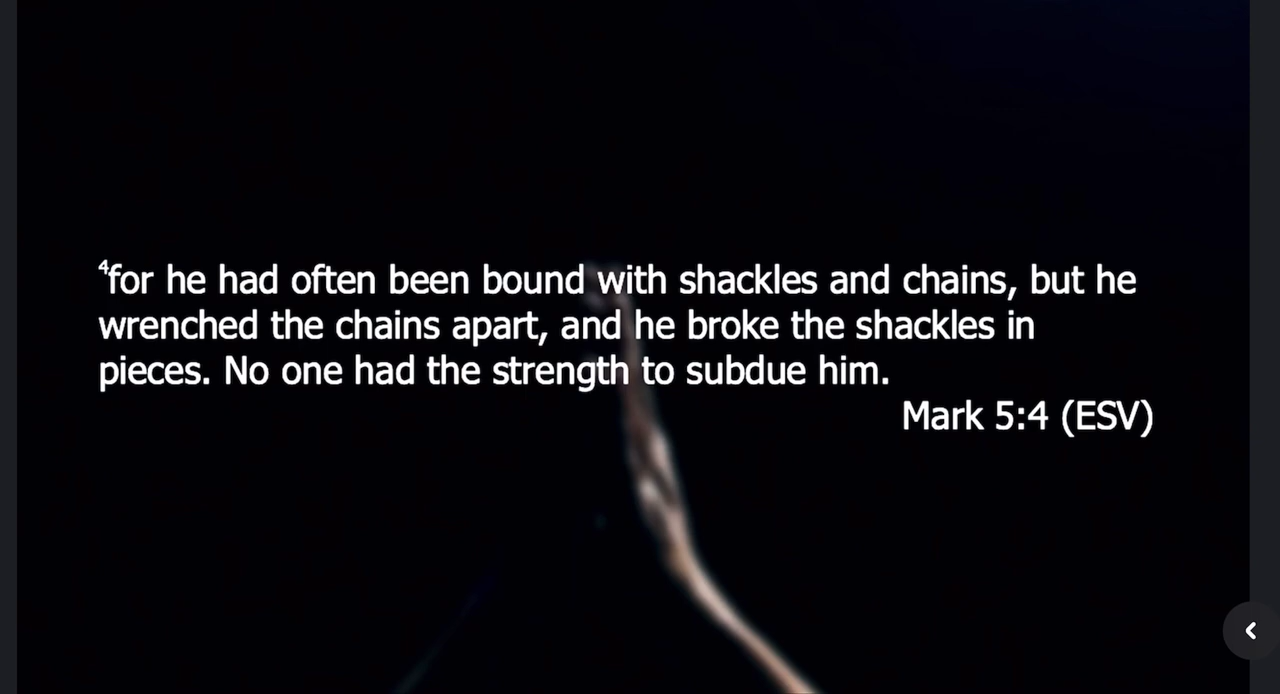 ⁴for he had often been bound with shackles and chains, but he
wrenched the chains apart, and he broke the shackles in
pieces. No one had the strength to subdue him.
Mark 5:4 (ESV)